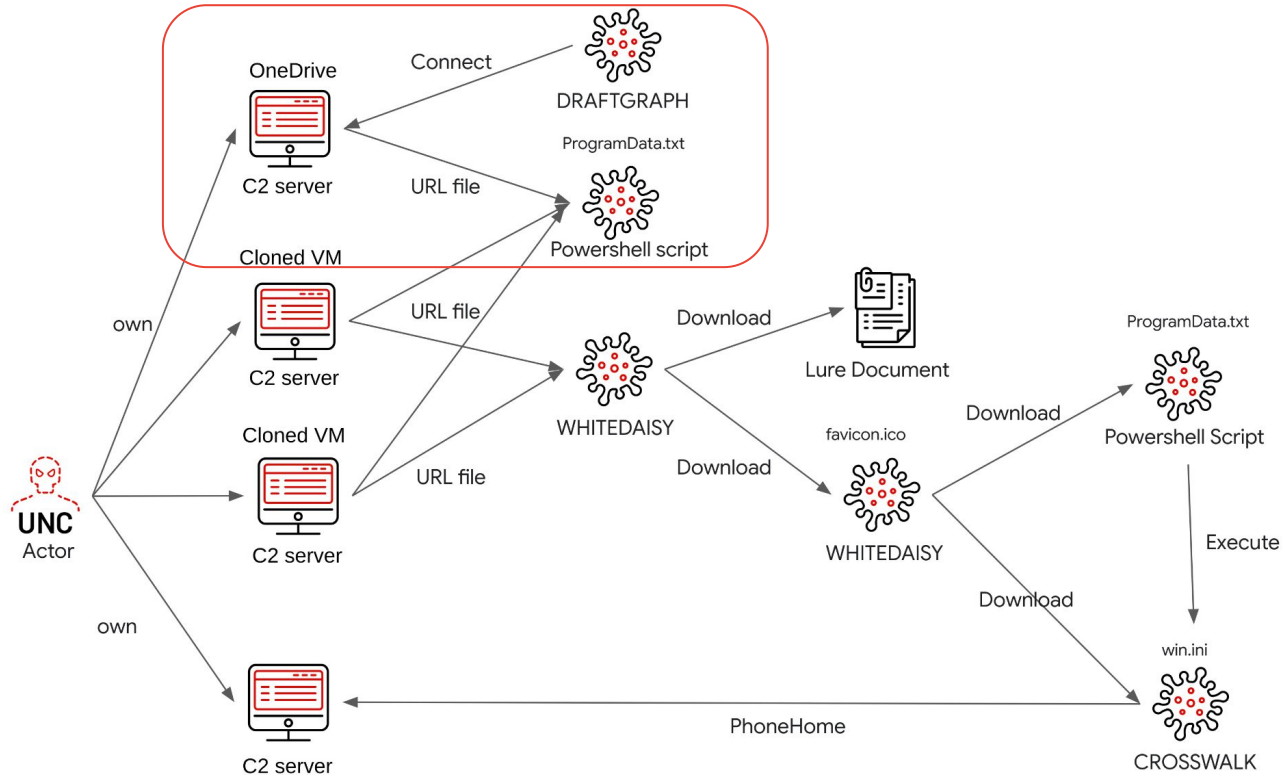 OneDrive
C2 server
Connect
DRAFTGRAPH
ProgramData.txt
URL file
Powershell script
Cloned VM
C2 server
own
URL file
Download
Lure Document
WHITEDAISY
Download
ProgramData.txt
Powershell Script
Download
Cloned VM
C2 server
URL file
favicon.ico
WHITEDAISY
UNC
Actor
Execute
Download
own
win.ini
CROSSWALK
PhoneHome
C2 server